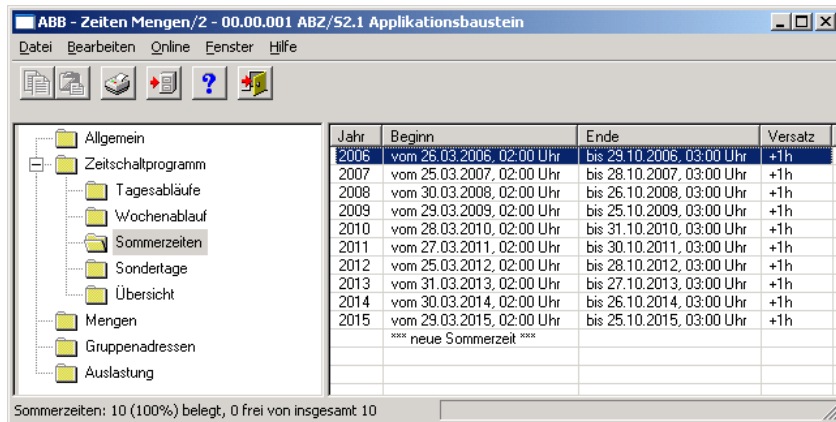 ABB - Zeiten Mengen/2 - 00.00.001 ABZ/S2.1 Applikationsbaustein
Datei Bearbeiten Online Fenster Hilfe
Allgemein
Zeitschaltprogramm
Tagesabläufe
Wochenablauf
Sommerzeiten
Sondertage
Übersicht
Mengen
Gruppenadressen
Auslastung
Jahr Beginn Ende Versatz
2006 vom 26.03.2006, 02:00 Uhr bis 29.10.2006, 03:00 Uhr +1h
2007 vom 25.03.2007, 02:00 Uhr bis 28.10.2007, 03:00 Uhr +1h
2008 vom 30.03.2008, 02:00 Uhr bis 26.10.2008, 03:00 Uhr +1h
2009 vom 29.03.2009, 02:00 Uhr bis 25.10.2009, 03:00 Uhr +1h
2010 vom 28.03.2010, 02:00 Uhr bis 31.10.2010, 03:00 Uhr +1h
2011 vom 27.03.2011, 02:00 Uhr bis 30.10.2011, 03:00 Uhr +1h
2012 vom 25.03.2012, 02:00 Uhr bis 28.10.2012, 03:00 Uhr +1h
2013 vom 31.03.2013, 02:00 Uhr bis 27.10.2013, 03:00 Uhr +1h
2014 vom 30.03.2014, 02:00 Uhr bis 26.10.2014, 03:00 Uhr +1h
2015 vom 29.03.2015, 02:00 Uhr bis 25.10.2015, 03:00 Uhr +1h
*** neue Sommerzeit ***
Sommerzeiten: 10 (100%) belegt, 0 frei von insgesamt 10